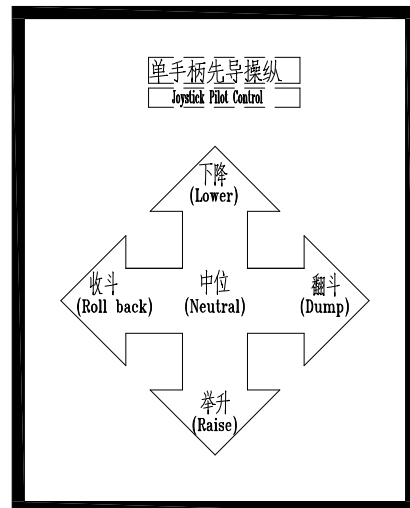 单手柄先导操纵
Joystick Pilot Control
下降
(Lower)
收斗
(Roll back)
中位
(Neutral)
翻斗
(Dump)
举升
(Raise)